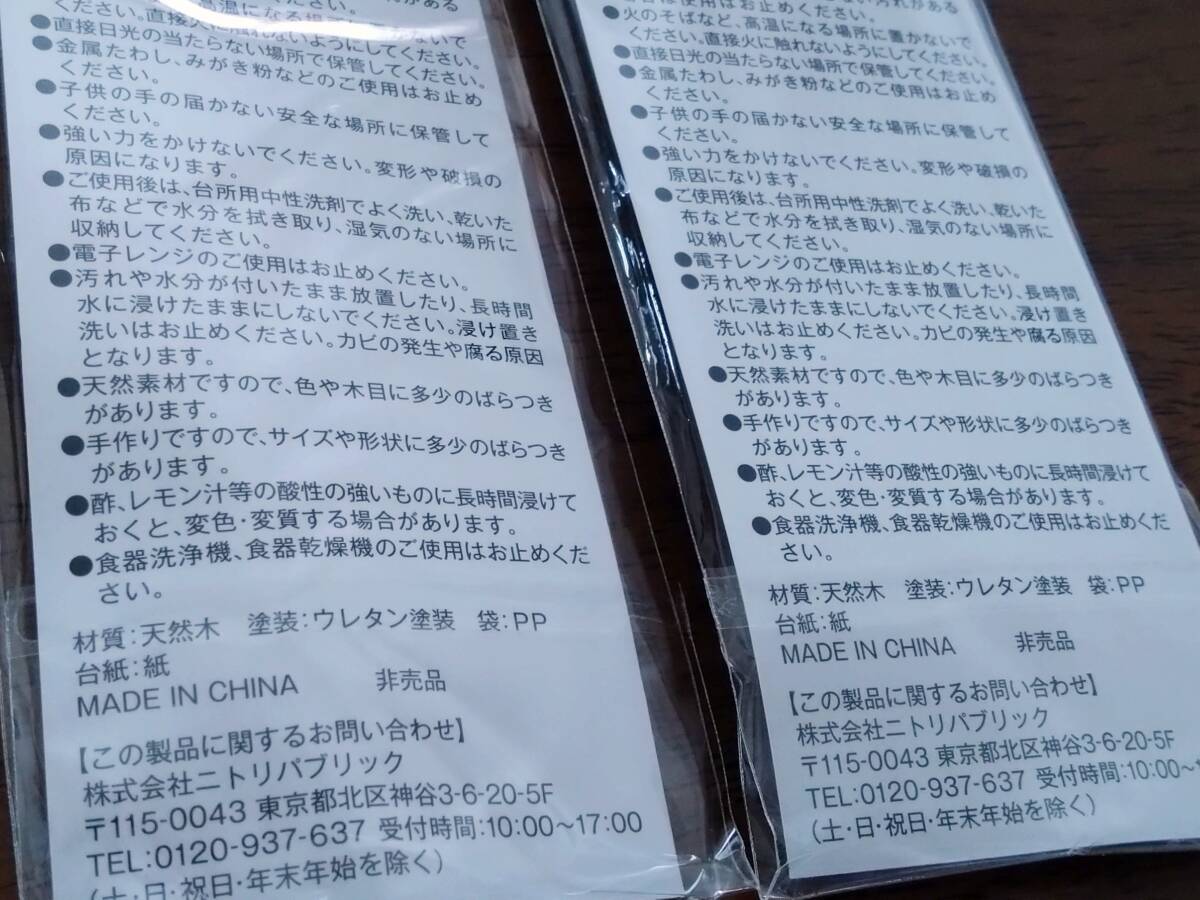 ください。直接火に触れないようにしてください。
●直接日光の当たらない場所で保管してください。
●金属たわし、みがき粉などのご使用はお止め
ください。
●子供の手の届かない安全な場所に保管して
ください。
●強い力をかけないでください。変形や破損の
原因になります。
●ご使用後は、台所用中性洗剤でよく洗い、乾いた
布などで水分を拭き取り、湿気のない場所に
収納してください。
●電子レンジのご使用はお止めください。
●汚れや水分が付いたまま放置したり、長時間
水に浸けたままにしないでください。浸け置き
洗いはお止めください。カビの発生や腐る原因
となります。
●天然素材ですので、色や木目に多少のばらつき
があります。
●手作りですので、サイズや形状に多少のばらつき
があります。
●酢、レモン汁等の酸性の強いものに長時間浸けて
おくと、変色・変質する場合があります。
●食器洗浄機、食器乾燥機のご使用はお止めくだ
さい。
材質:天然木 塗装:ウレタン塗装 袋:PP
台紙:紙
MADE IN CHINA 非売品
【この製品に関するお問い合わせ】
株式会社ニトリパブリック
〒115-0043 東京都北区神谷3-6-20-5F
TEL:0120-937-637 受付時間:10:00~17:00
(土・日・祝日・年末年始を除く)
は使用はお止めください。
●火のそばなど、高温になる場所に置かないで
ください。直接火に触れないようにしてください。
●直接日光の当たらない場所で保管してください。
●金属たわし、みがき粉などのご使用はお止め
ください。
●子供の手の届かない安全な場所に保管して
ください。
●強い力をかけないでください。変形や破損の
原因になります。
●ご使用後は、台所用中性洗剤でよく洗い、乾いた
布などで水分を拭き取り、湿気のない場所に
収納してください。
●電子レンジのご使用はお止めください。
●汚れや水分が付いたまま放置したり、長時間
水に浸けたままにしないでください。浸け置き
洗いはお止めください。カビの発生や腐る原因
となります。
●天然素材ですので、色や木目に多少のばらつき
があります。
●手作りですので、サイズや形状に多少のばらつき
があります。
●酢、レモン汁等の酸性の強いものに長時間浸けて
おくと、変色・変質する場合があります。
●食器洗浄機、食器乾燥機のご使用はお止めくだ
さい。
材質:天然木 塗装:ウレタン塗装 袋:PP
台紙:紙
MADE IN CHINA 非売品
【この製品に関するお問い合わせ】
株式会社ニトリパブリック
〒115-0043 東京都北区神谷3-6-20-5F
TEL:0120-937-637 受付時間:10:00~
(土・日・祝日・年末年始を除く)